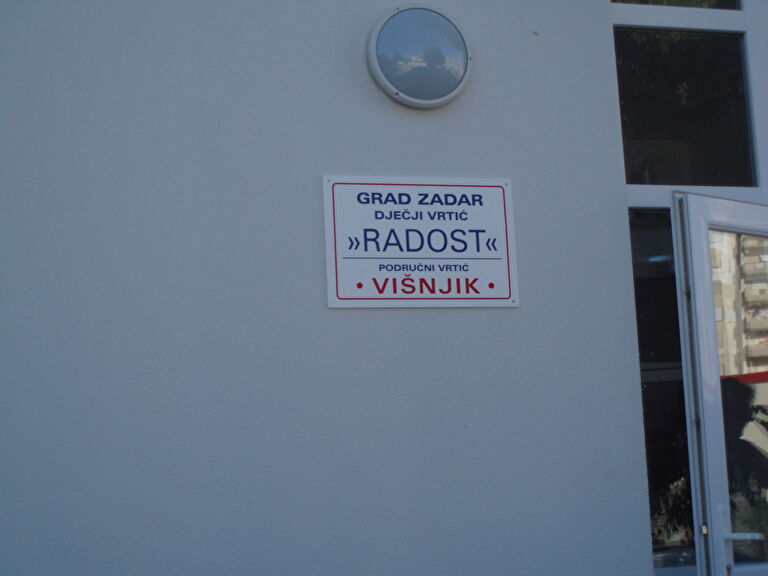 GRAD ZADAR
DJEČJI VRTIĆ
»RADOST«
PODRUČNI VRTIĆ
• VIŠNJIK •